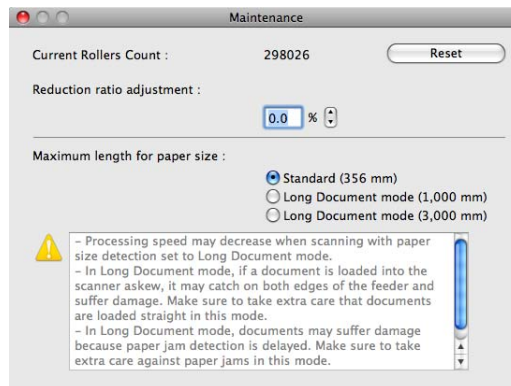 Maintenance
Current Rollers Count : 298026 Reset
Reduction ratio adjustment :
0.0 %
Maximum length for paper size :
Standard (356 mm)
Long Document mode (1,000 mm)
Long Document mode (3,000 mm)
– Processing speed may decrease when scanning with paper
size detection set to Long Document mode.
– In Long Document mode, if a document is loaded into the
scanner askew, it may catch on both edges of the feeder and
suffer damage. Make sure to take extra care that documents
are loaded straight in this mode.
– In Long Document mode, documents may suffer damage
because paper jam detection is delayed. Make sure to take
extra care against paper jams in this mode.